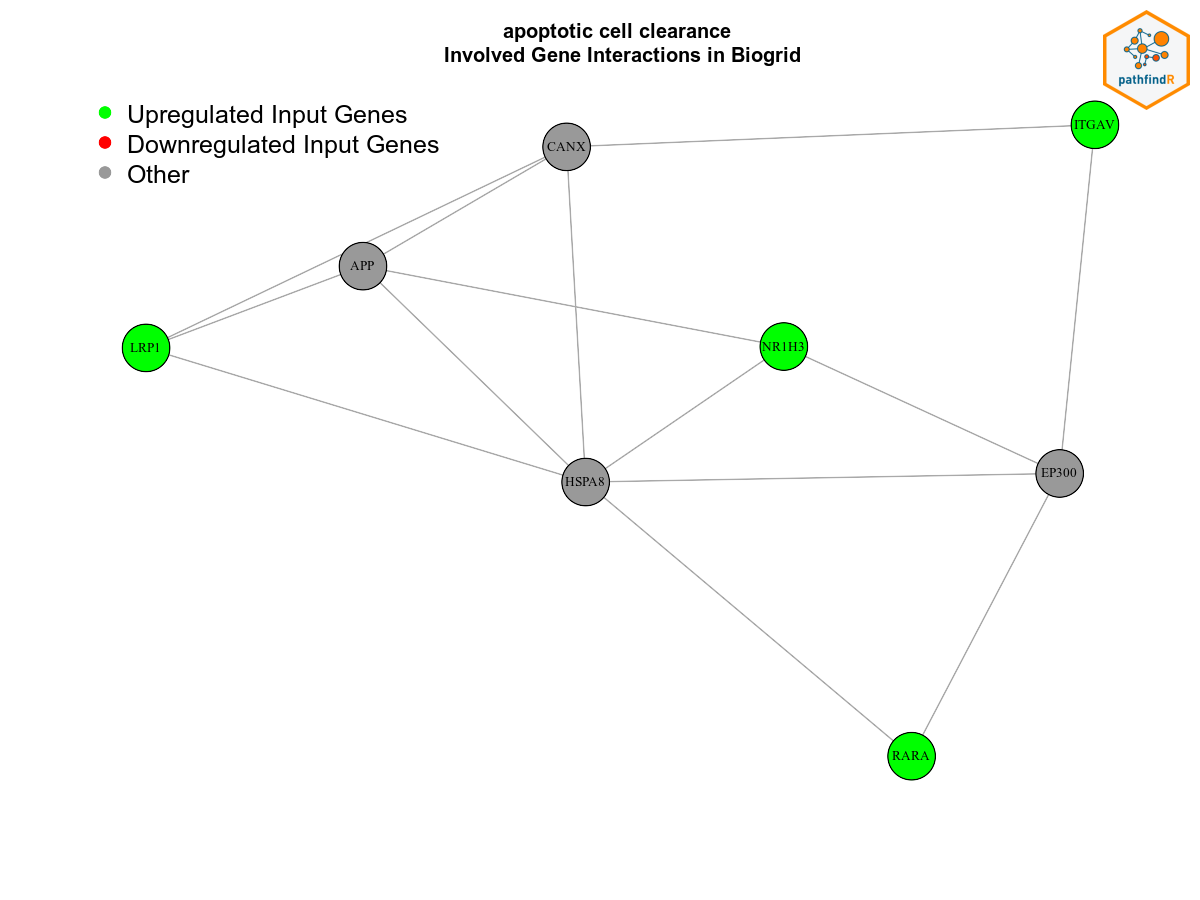 apoptotic cell clearance
Involved Gene Interactions in Biogrid
pathfindR
Upregulated Input Genes
Downregulated Input Genes
Other
ITGAV
CANX
APP
LRP1
NR1H3
HSPA8
EP300
RARA